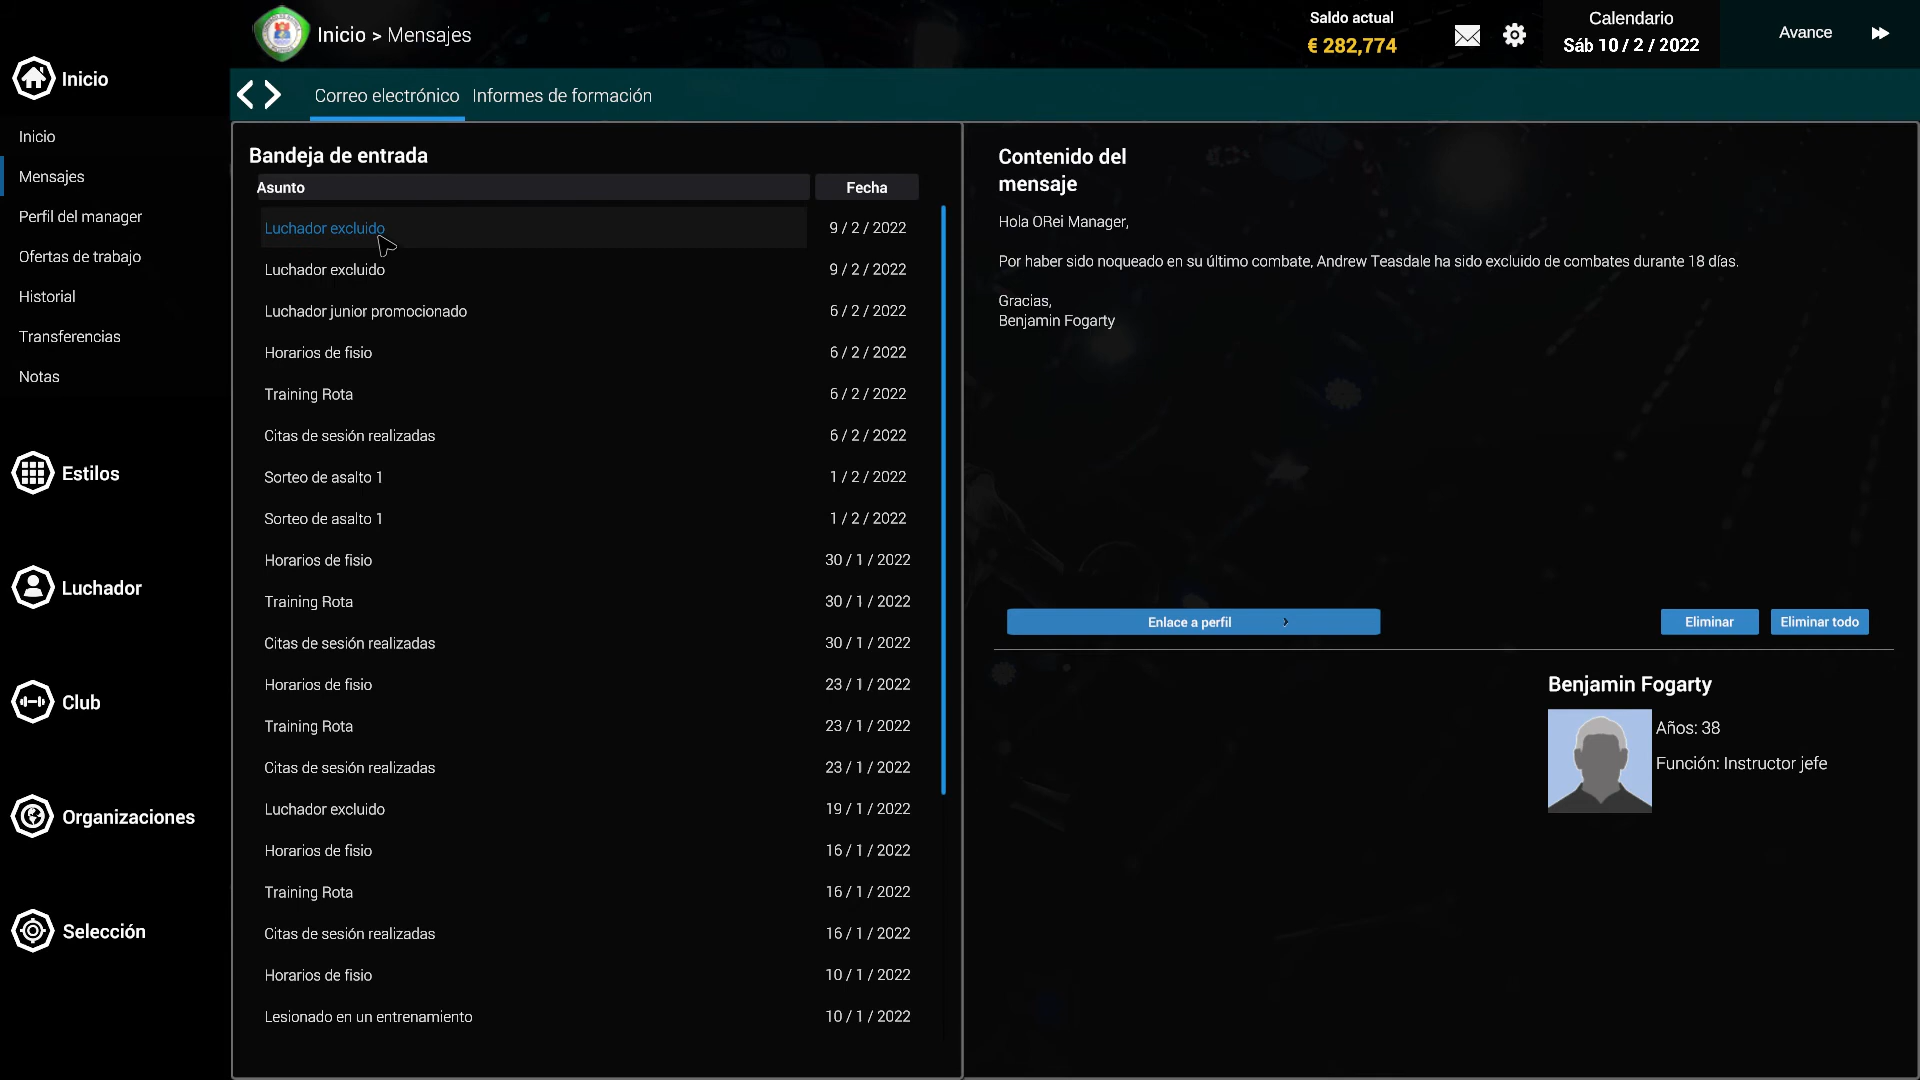 Inicio > Mensajes
Saldo actual
€ 282,774
Calendario
Sáb 10 / 2 / 2022
Avance
Inicio
Inicio
Mensajes
Perfil del manager
Ofertas de trabajo
Historial
Transferencias
Notas
Estilos
Luchador
Club
Organizaciones
Selección
Correo electrónico Informes de formación
Bandeja de entrada
Asunto Fecha
Luchador excluido 9 / 2 / 2022
Luchador excluido 9 / 2 / 2022
Luchador junior promocionado 6 / 2 / 2022
Horarios de fisio 6 / 2 / 2022
Training Rota 6 / 2 / 2022
Citas de sesión realizadas 6 / 2 / 2022
Sorteo de asalto 1 1 / 2 / 2022
Sorteo de asalto 1 1 / 2 / 2022
Horarios de fisio 30 / 1 / 2022
Training Rota 30 / 1 / 2022
Citas de sesión realizadas 30 / 1 / 2022
Horarios de fisio 23 / 1 / 2022
Training Rota 23 / 1 / 2022
Citas de sesión realizadas 23 / 1 / 2022
Luchador excluido 19 / 1 / 2022
Horarios de fisio 16 / 1 / 2022
Training Rota 16 / 1 / 2022
Citas de sesión realizadas 16 / 1 / 2022
Horarios de fisio 10 / 1 / 2022
Lesionado en un entrenamiento 10 / 1 / 2022
Contenido del
mensaje
Hola ORei Manager,
Por haber sido noqueado en su último combate, Andrew Teasdale ha sido excluido de combates durante 18 días.
Gracias,
Benjamin Fogarty
Enlace a perfil >
Eliminar
Eliminar todo
Benjamin Fogarty
Años: 38
Función: Instructor jefe